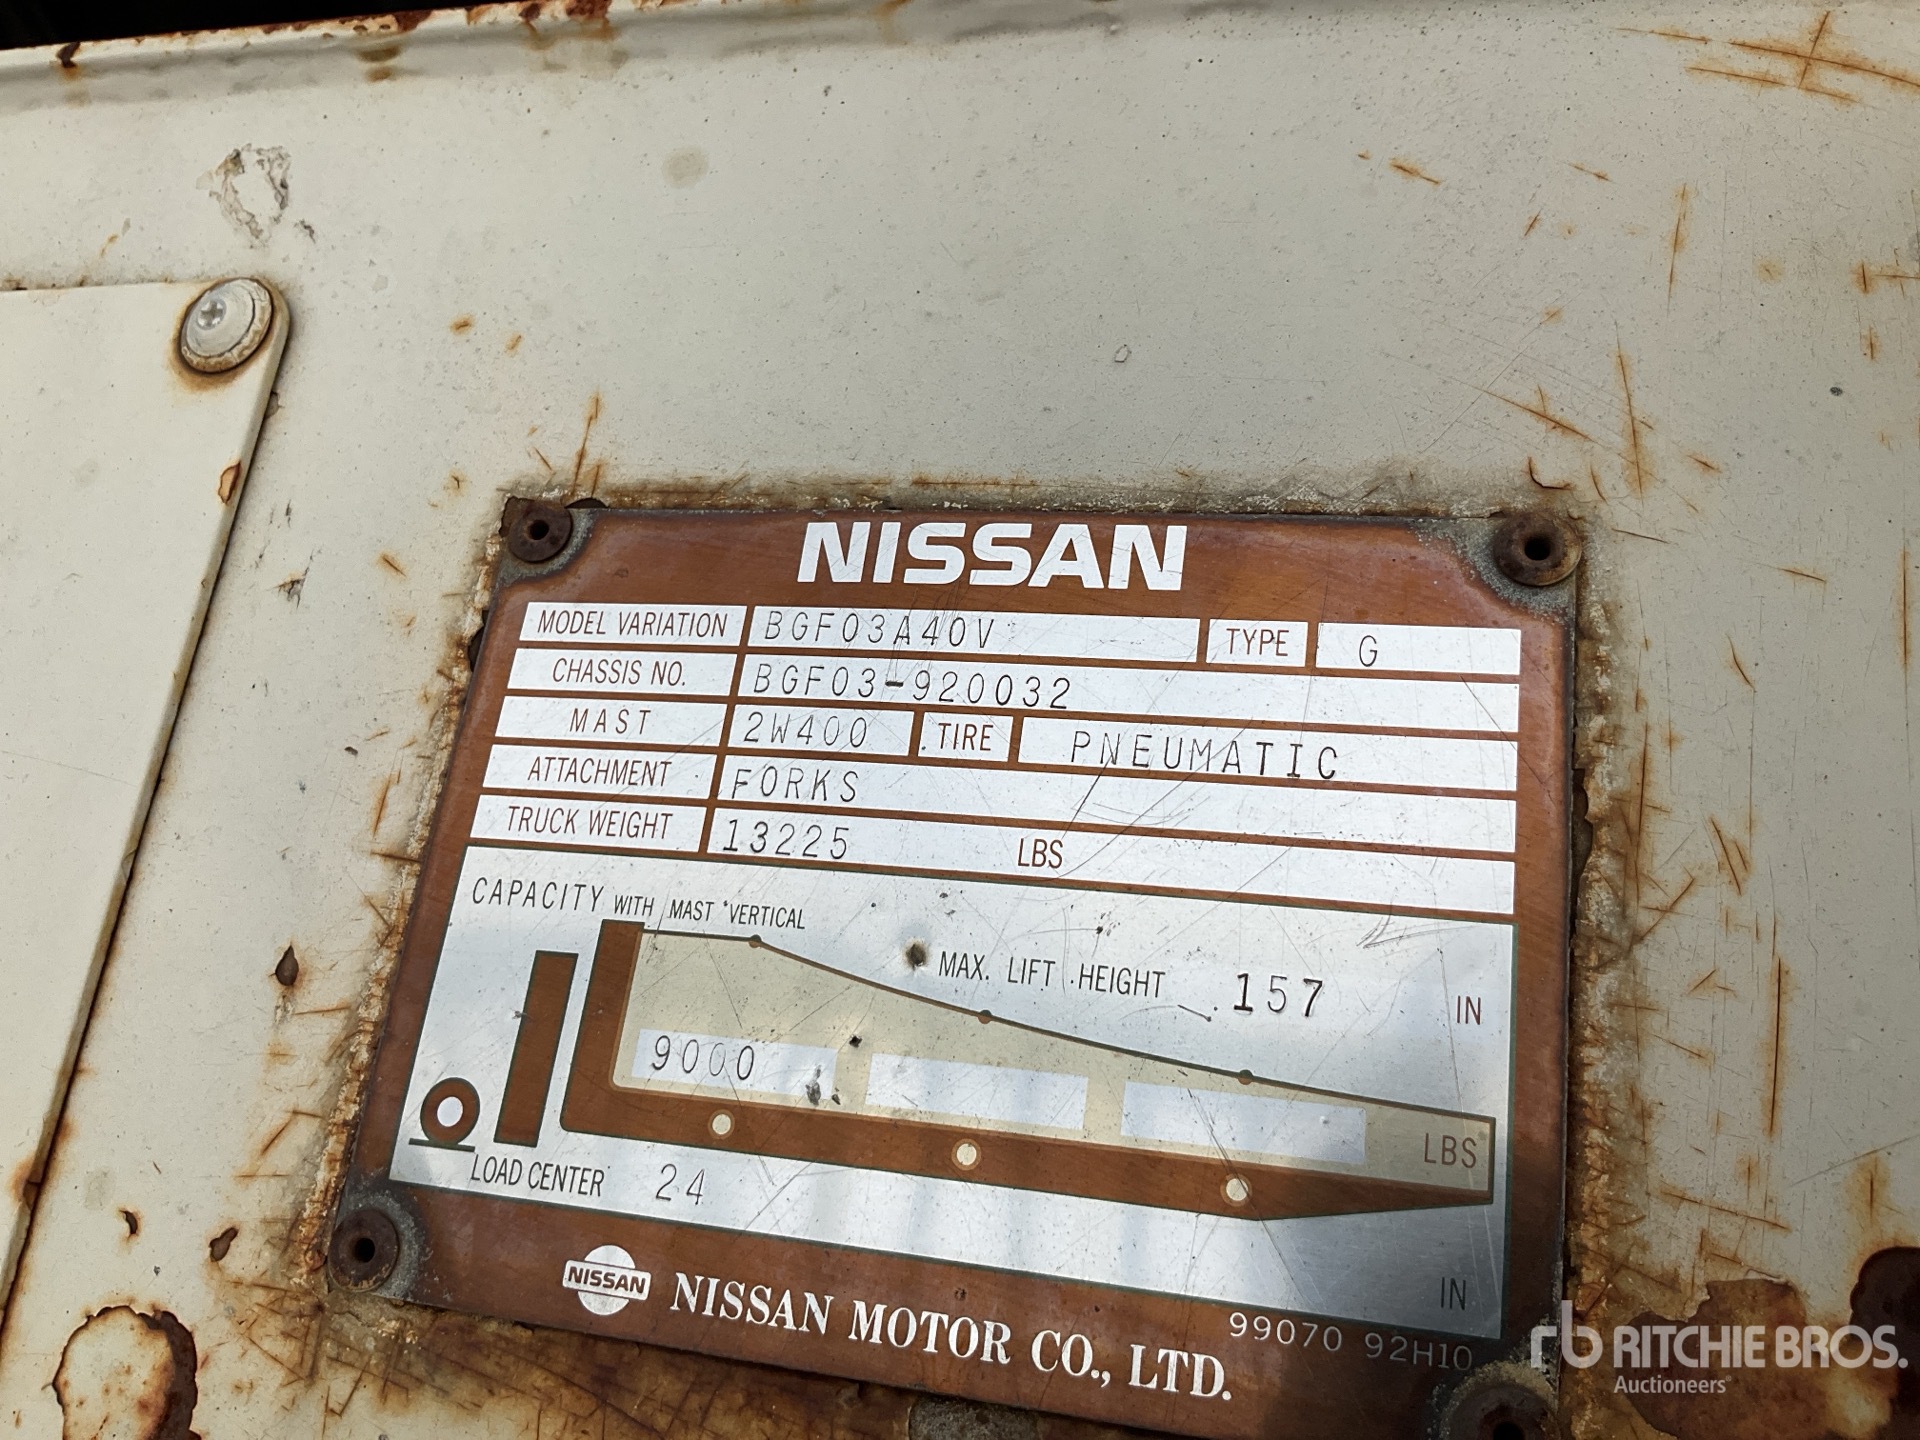 NISSAN
MODEL VARIATION BGF03A40V TYPE G
CHASSIS NO. BGF03-920032
MAST 2W400 TIRE PNEUMATIC
ATTACHMENT FORKS
TRUCK WEIGHT 13225 LBS
CAPACITY WITH MAST VERTICAL
MAX. LIFT HEIGHT 157 IN
9000 LBS
LOAD CENTER 24 IN
NISSAN NISSAN MOTOR CO., LTD.
99070 92H10
rb RITCHIE BROS.
Auctioneers